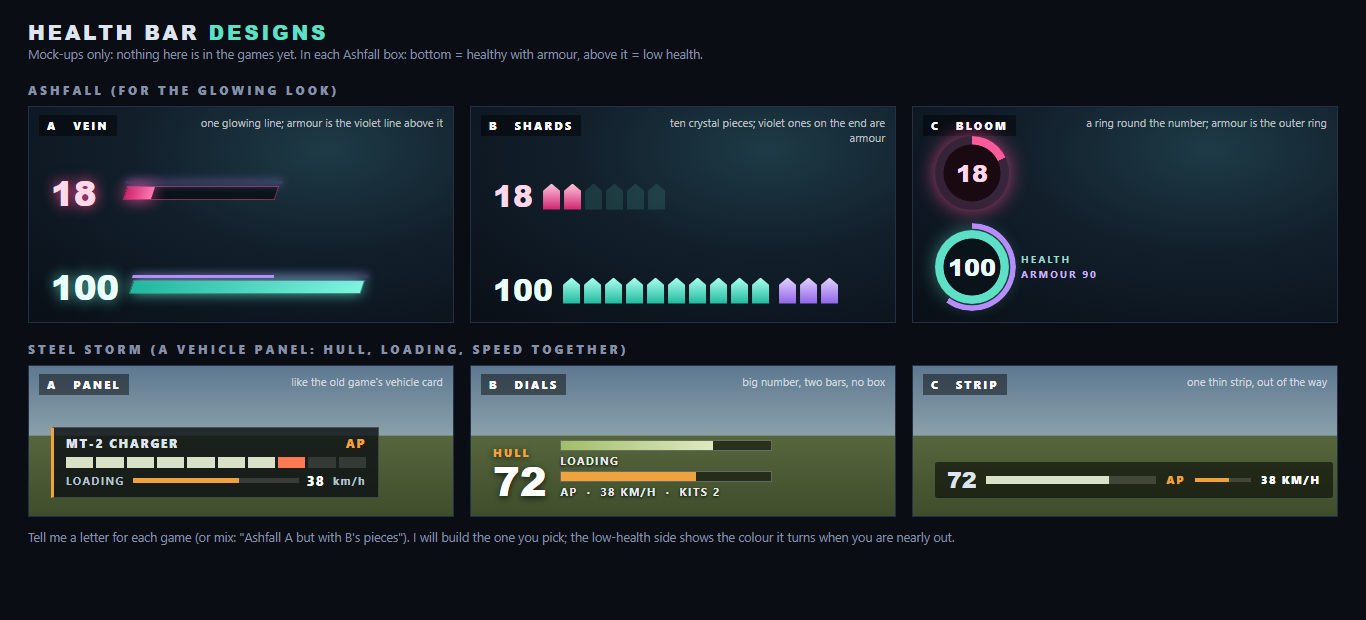 HEALTH BAR DESIGNS
Mock-ups only: nothing here is in the games yet. In each Ashfall box: bottom = healthy with armour, above it = low health.
ASHFALL (FOR THE GLOWING LOOK)
A VEIN
one glowing line; armour is the violet line above it
18
100
B SHARDS
ten crystal pieces; violet ones on the end are
armour
18
100
C BLOOM
a ring round the number; armour is the outer ring
18
100
HEALTH
ARMOUR 90
STEEL STORM (A VEHICLE PANEL: HULL, LOADING, SPEED TOGETHER)
A PANEL
like the old game's vehicle card
MT-2 CHARGER AP
LOADING 38 km/h
B DIALS
big number, two bars, no box
HULL
72
LOADING
AP · 38 KM/H · KITS 2
C STRIP
one thin strip, out of the way
72 AP 38 KM/H
Tell me a letter for each game (or mix: "Ashfall A but with B's pieces"). I will build the one you pick; the low-health side shows the colour it turns when you are nearly out.